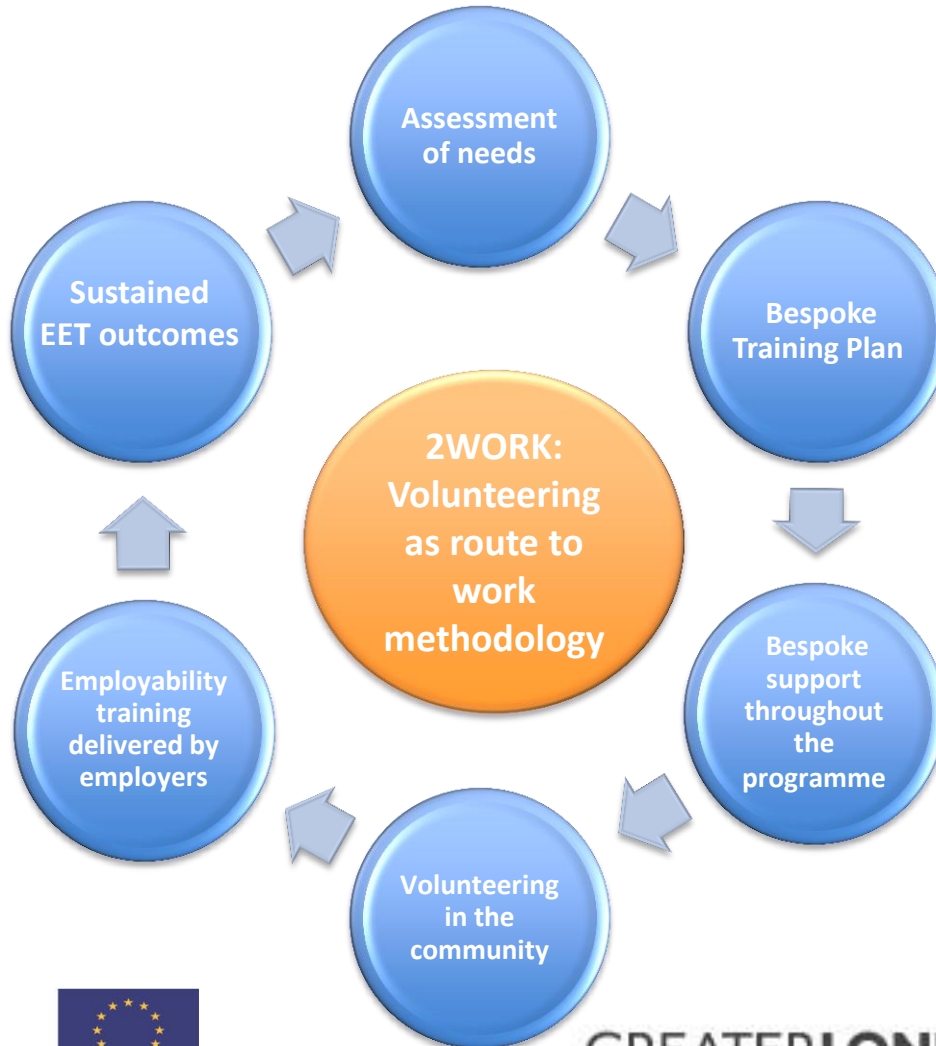 Assessment
of needs
Bespoke
Training Plan
Bespoke
support
throughout
the
programme
Volunteering
in the
community
Employability
training
delivered by
employers
Sustained
EET outcomes
2WORK:
Volunteering
as route to
work
methodology